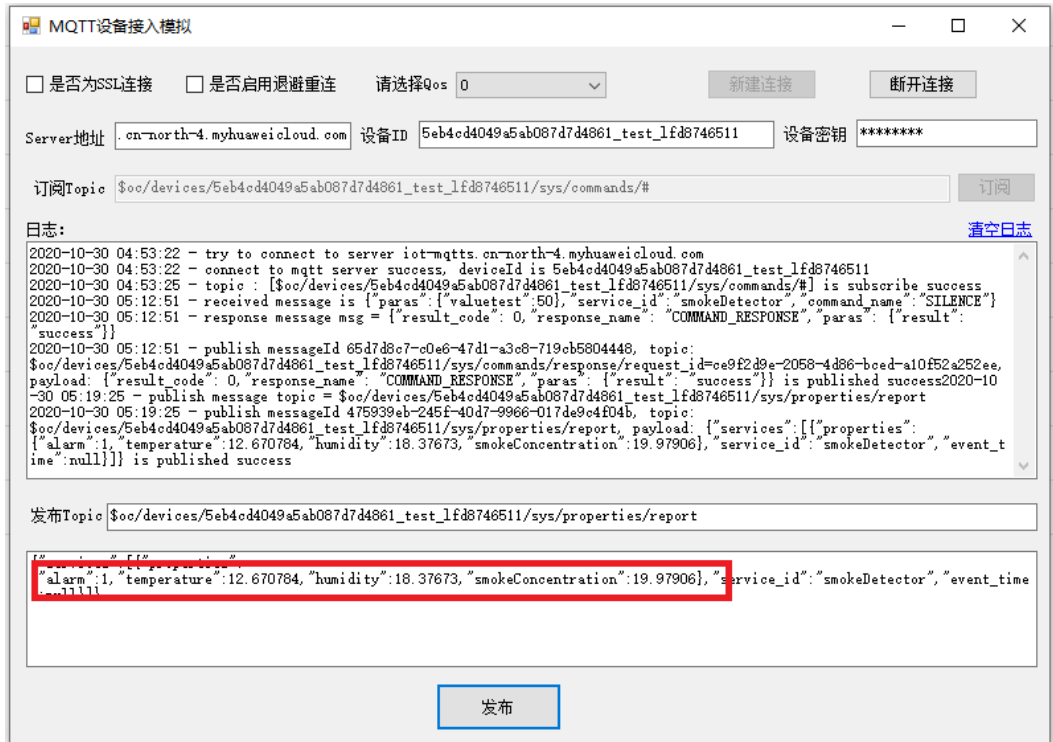 MQTT设备接入模拟
是否为SSL连接 是否启用退避重连 请选择Qos 0 新建连接 断开连接
Server地址 .cn-north-4.myhuaweicloud.com 设备ID 5eb4cd4049a5ab087d7d4861_test_lfd8746511 设备密钥 ********
订阅Topic $oc/devices/5eb4cd4049a5ab087d7d4861_test_lfd8746511/sys/commands/# 订阅
日志： 清空日志
2020-10-30 04:53:22 - try to connect to server iot-mqtts.cn-north-4.myhuaweicloud.com
2020-10-30 04:53:22 - connect to mqtt server success, deviceId is 5eb4cd4049a5ab087d7d4861_test_lfd8746511
2020-10-30 04:53:25 - topic : [$oc/devices/5eb4cd4049a5ab087d7d4861_test_lfd8746511/sys/commands/#] is subscribe success
2020-10-30 05:12:51 - received message is {"paras":{"valuetest":50},"service_id":"smokeDetector","command_name":"SILENCE"}
2020-10-30 05:12:51 - response message msg = {"result_code": 0,"response_name": "COMMAND_RESPONSE","paras": {"result":
"success"}}
2020-10-30 05:12:51 - publish messageId 65d7d8c7-c0e6-47d1-a3c8-719cb5804448, topic:
$oc/devices/5eb4cd4049a5ab087d7d4861_test_lfd8746511/sys/commands/response/request_id=ce9f2d9e-2058-4d86-bced-a10f52a252ee,
payload: {"result_code": 0,"response_name": "COMMAND_RESPONSE","paras": {"result": "success"}} is published success2020-10
-30 05:19:25 - publish message topic = $oc/devices/5eb4cd4049a5ab087d7d4861_test_lfd8746511/sys/properties/report
2020-10-30 05:19:25 - publish messageId 475939eb-245f-40d7-9966-017de9c4f04b, topic:
$oc/devices/5eb4cd4049a5ab087d7d4861_test_lfd8746511/sys/properties/report, payload: {"services":[{"properties":
{"alarm":1,"temperature":12.670784,"humidity":18.37673,"smokeConcentration":19.97906},"service_id":"smokeDetector","event_t
ime":null}]} is published success
发布Topic $oc/devices/5eb4cd4049a5ab087d7d4861_test_lfd8746511/sys/properties/report
"alarm":1,"temperature":12.670784,"humidity":18.37673,"smokeConcentration":19.97906},"service_id":"smokeDetector","event_time
发布